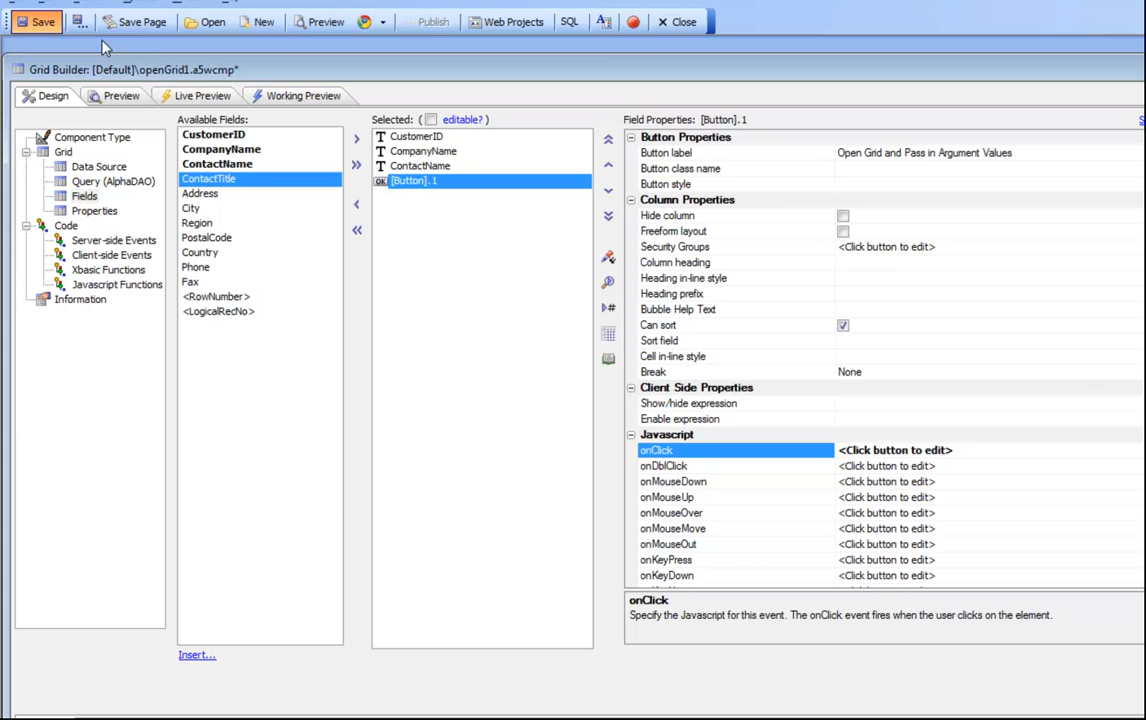 Save
Save Page
Open
New
Preview
Publish
Web Projects
SQL
Close
Grid Builder: [Default]\openGrid1.a5wcmp*
Design
Preview
Live Preview
Working Preview
Component Type
Grid
Data Source
Query (AlphaDAO)
Fields
Properties
Code
Server-side Events
Client-side Events
Xbasic Functions
Javascript Functions
Information
Available Fields:
CustomerID
CompanyName
ContactName
ContactTitle
Address
City
Region
PostalCode
Country
Phone
Fax
<RowNumber>
<LogicalRecNo>
Insert...
Selected: ( editable? )
CustomerID
CompanyName
ContactName
[Button].1
Field Properties: [Button].1
Button Properties
Button label Open Grid and Pass in Argument Values
Button class name
Button style
Column Properties
Hide column
Freeform layout
Security Groups <Click button to edit>
Column heading
Heading in-line style
Heading prefix
Bubble Help Text
Can sort
Sort field
Cell in-line style
Break None
Client Side Properties
Show/hide expression
Enable expression
Javascript
onClick <Click button to edit>
onDblClick <Click button to edit>
onMouseDown <Click button to edit>
onMouseUp <Click button to edit>
onMouseOver <Click button to edit>
onMouseMove <Click button to edit>
onMouseOut <Click button to edit>
onKeyPress <Click button to edit>
onKeyDown <Click button to edit>
onClick
Specify the Javascript for this event. The onClick event fires when the user clicks on the element.